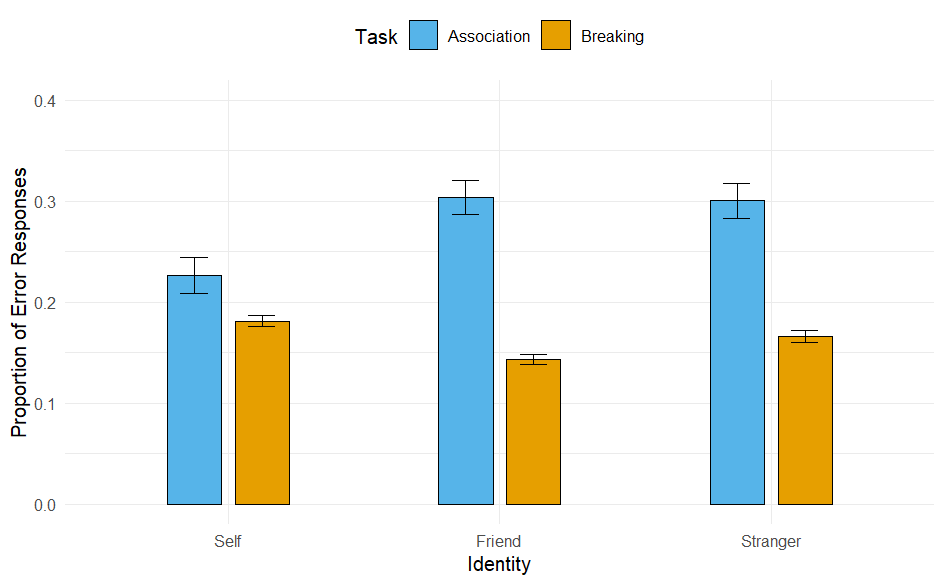 Task Association Breaking
0.4
0.3
0.2
0.1
0.0
Proportion of Error Responses
Self Friend Stranger
Identity